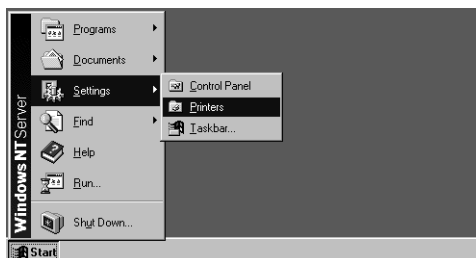 Programs
Documents
Settings
Find
Help
Run...
Shut Down...
Control Panel
Printers
Taskbar...
Windows NT Server
Start